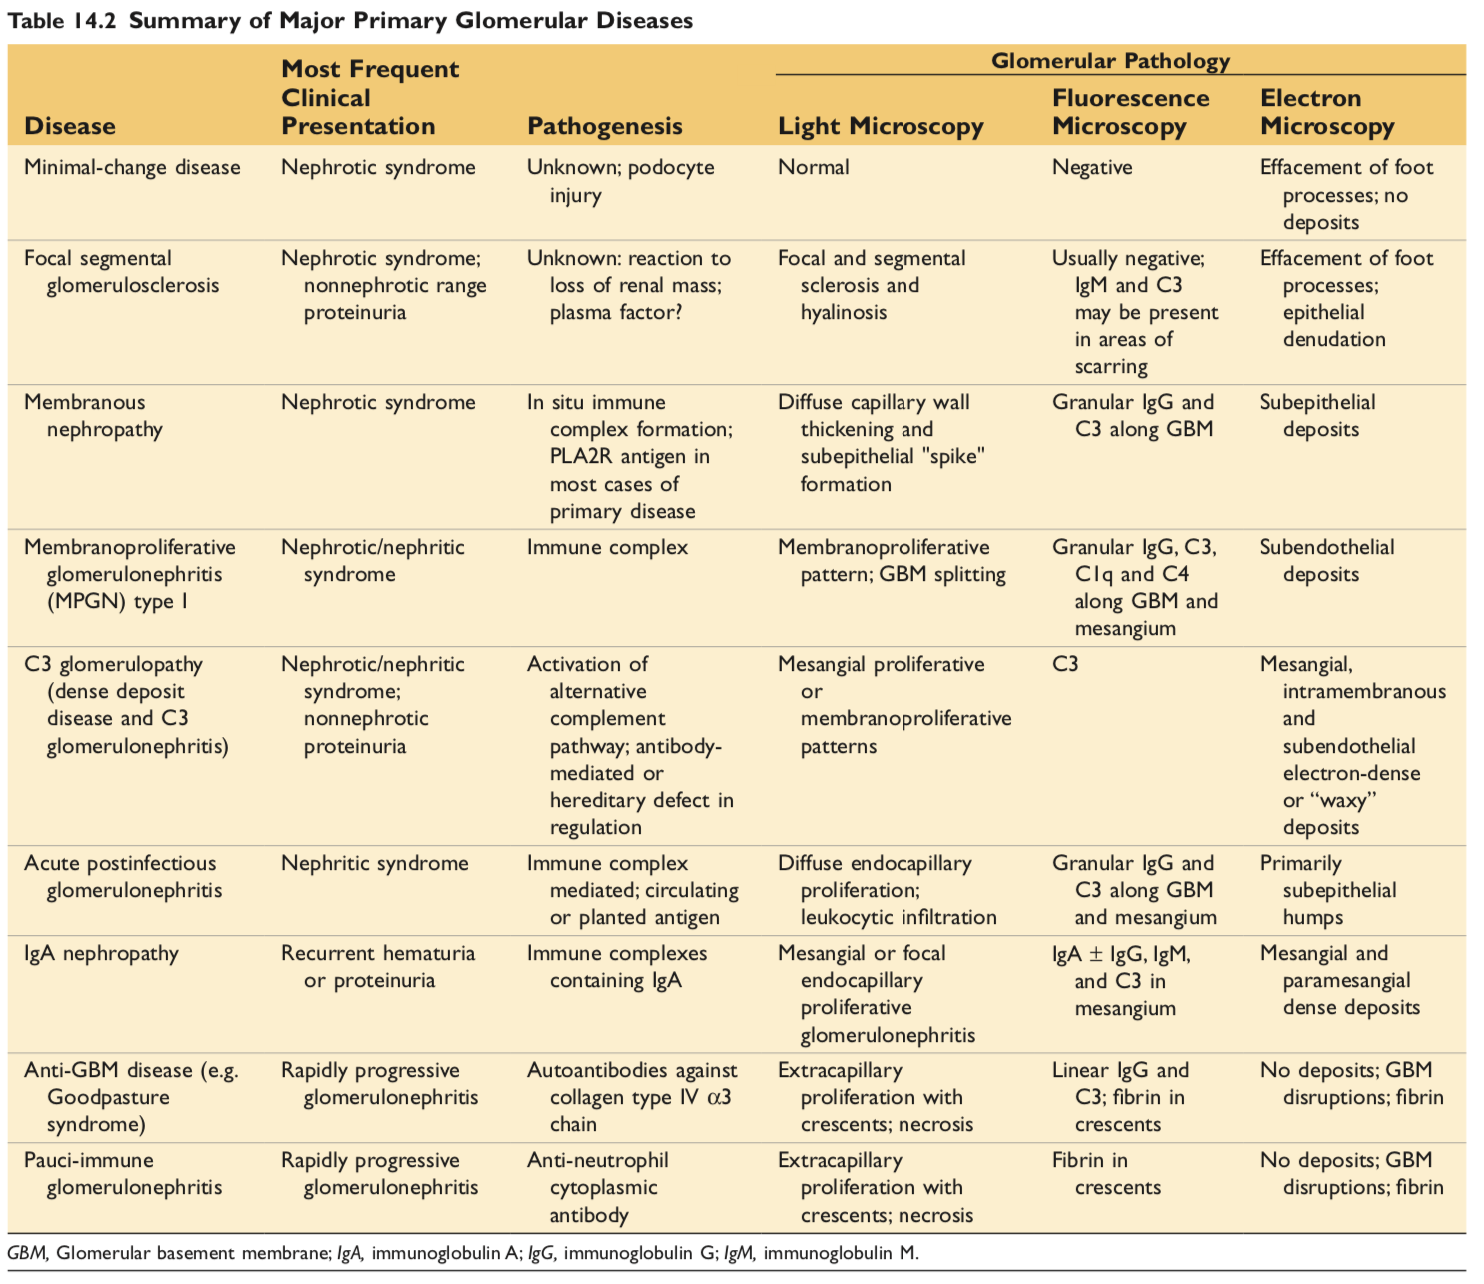 Table 14.2 Summary of Major Primary Glomerular Diseases
Glomerular Pathology
Disease
Most Frequent
Clinical
Presentation
Pathogenesis
Light Microscopy
Fluorescence
Microscopy
Electron
Microscopy
Minimal-change disease
Nephrotic syndrome
Unknown; podocyte
injury
Normal
Negative
Effacement of foot
processes; no
deposits
Focal segmental
glomerulosclerosis
Nephrotic syndrome;
nonnephrotic range
proteinuria
Unknown: reaction to
loss of renal mass;
plasma factor?
Focal and segmental
sclerosis and
hyalinosis
Usually negative;
IgM and C3
may be present
in areas of
scarring
Effacement of foot
processes;
epithelial
denudation
Membranous
nephropathy
Nephrotic syndrome
In situ immune
complex formation;
PLA2R antigen in
most cases of
primary disease
Diffuse capillary wall
thickening and
subepithelial "spike"
formation
Granular IgG and
C3 along GBM
Subepithelial
deposits
Membranoproliferative
glomerulonephritis
(MPGN) type I
Nephrotic/nephritic
syndrome
Immune complex
Membranoproliferative
pattern; GBM splitting
Granular IgG, C3,
C1q and C4
along GBM and
mesangium
Subendothelial
deposits
C3 glomerulopathy
(dense deposit
disease and C3
glomerulonephritis)
Nephrotic/nephritic
syndrome;
nonnephrotic
proteinuria
Activation of
alternative
complement
pathway; antibody-
mediated or
hereditary defect in
regulation
Mesangial proliferative
or
membranoproliferative
patterns
C3
Mesangial,
intramembranous
and
subendothelial
electron-dense
or “waxy”
deposits
Acute postinfectious
glomerulonephritis
Nephritic syndrome
Immune complex
mediated; circulating
or planted antigen
Diffuse endocapillary
proliferation;
leukocytic infiltration
Granular IgG and
C3 along GBM
and mesangium
Primarily
subepithelial
humps
IgA nephropathy
Recurrent hematuria
or proteinuria
Immune complexes
containing IgA
Mesangial or focal
endocapillary
proliferative
glomerulonephritis
IgA ± IgG, IgM,
and C3 in
mesangium
Mesangial and
paramesangial
dense deposits
Anti-GBM disease (e.g.
Goodpasture
syndrome)
Rapidly progressive
glomerulonephritis
Autoantibodies against
collagen type IV α3
chain
Extracapillary
proliferation with
crescents; necrosis
Linear IgG and
C3; fibrin in
crescents
No deposits; GBM
disruptions; fibrin
Pauci-immune
glomerulonephritis
Rapidly progressive
glomerulonephritis
Anti-neutrophil
cytoplasmic
antibody
Extracapillary
proliferation with
crescents; necrosis
Fibrin in
crescents
No deposits; GBM
disruptions; fibrin
GBM, Glomerular basement membrane; IgA, immunoglobulin A; IgG, immunoglobulin G; IgM, immunoglobulin M.